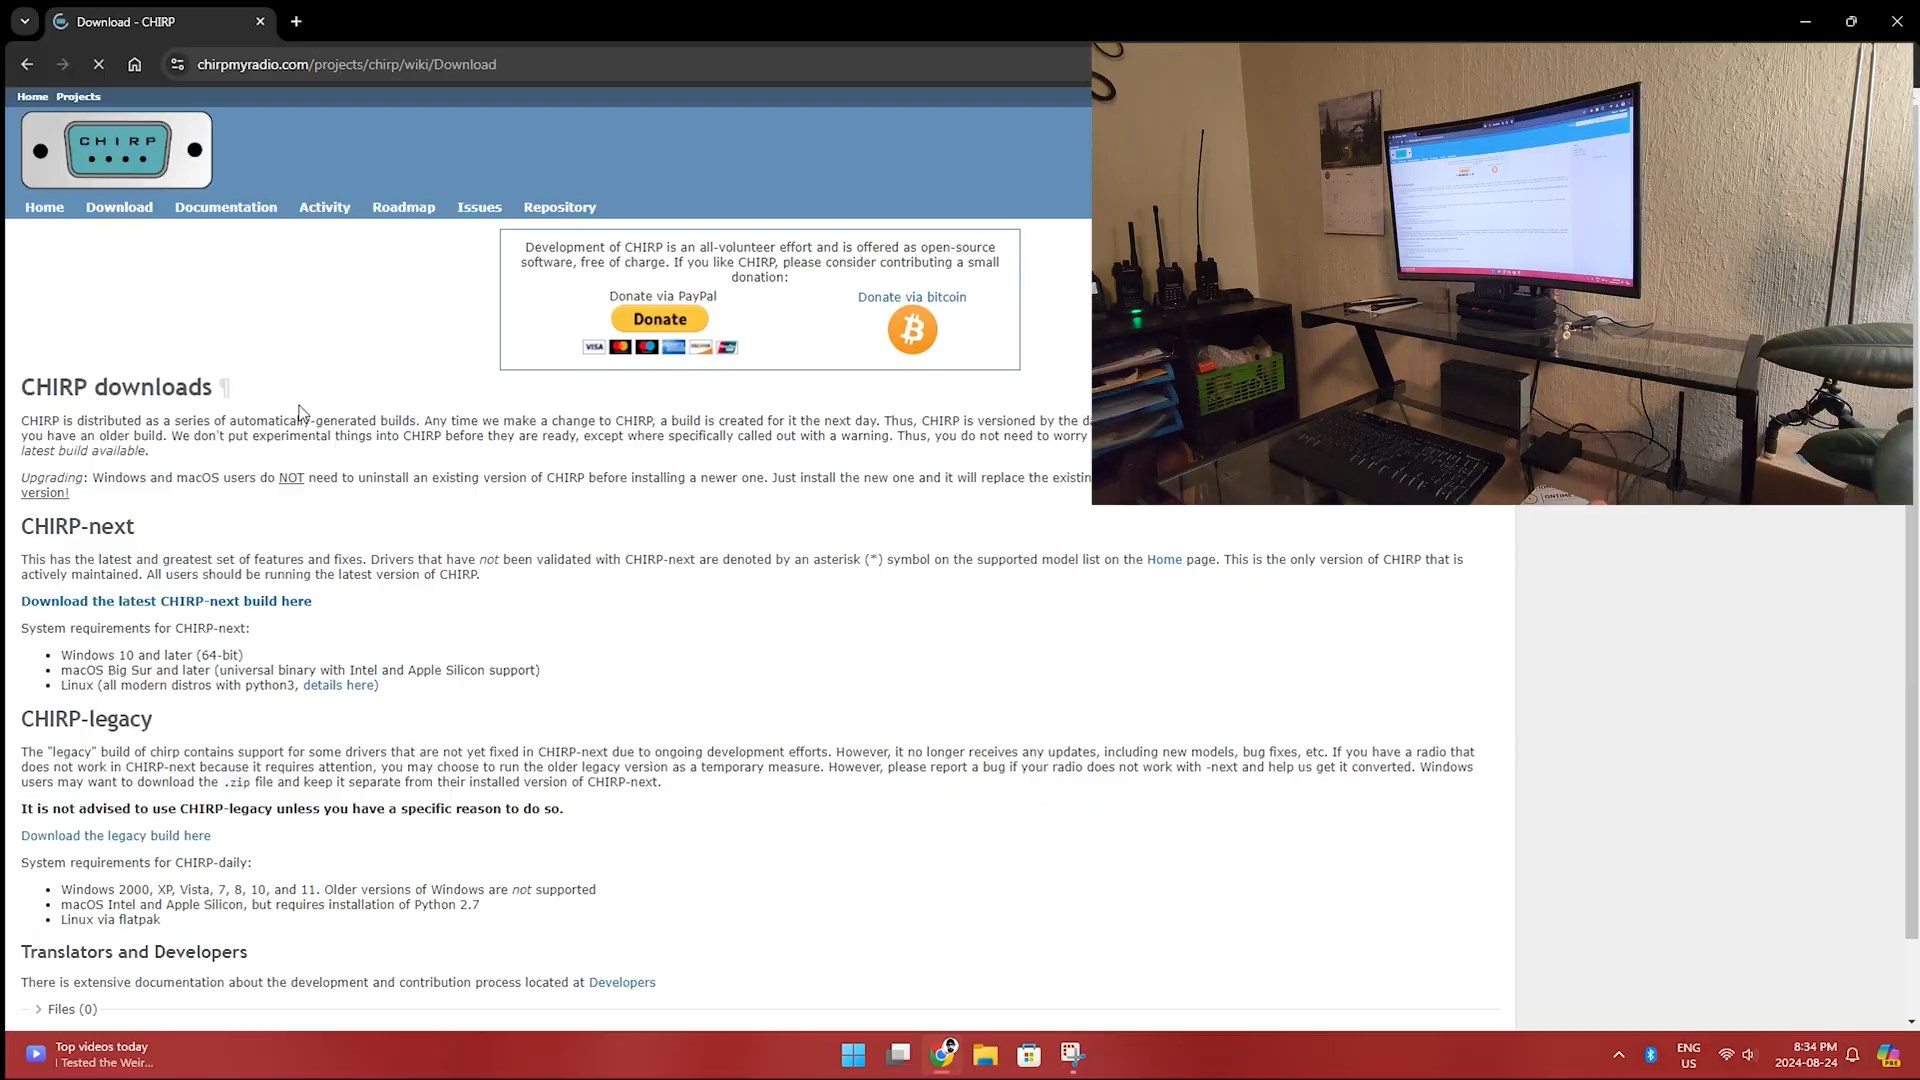 Download - CHIRP
chirpmyradio.com/projects/chirp/wiki/Download
Home Projects
CHIRP
Home Download Documentation Activity Roadmap Issues Repository
Development of CHIRP is an all-volunteer effort and is offered as open-source
software, free of charge. If you like CHIRP, please consider contributing a small
donation:
Donate via PayPal
Donate via bitcoin
Donate
VISA
CHIRP downloads ¶
CHIRP is distributed as a series of automatically-generated builds. Any time we make a change to CHIRP, a build is created for it the next day. Thus, CHIRP is versioned by the
you have an older build. We don't put experimental things into CHIRP before they are ready, except where specifically called out with a warning. Thus, you do not need to worry
latest build available.
Upgrading: Windows and macOS users do NOT need to uninstall an existing version of CHIRP before installing a newer one. Just install the new one and it will replace the existin
version!
CHIRP-next
This has the latest and greatest set of features and fixes. Drivers that have not been validated with CHIRP-next are denoted by an asterisk (*) symbol on the supported model list on the Home page. This is the only version of CHIRP that is
actively maintained. All users should be running the latest version of CHIRP.
Download the latest CHIRP-next build here
System requirements for CHIRP-next:
• Windows 10 and later (64-bit)
• macOS Big Sur and later (universal binary with Intel and Apple Silicon support)
• Linux (all modern distros with python3, details here)
CHIRP-legacy
The "legacy" build of chirp contains support for some drivers that are not yet fixed in CHIRP-next due to ongoing development efforts. However, it no longer receives any updates, including new models, bug fixes, etc. If you have a radio that
does not work in CHIRP-next because it requires attention, you may choose to run the older legacy version as a temporary measure. However, please report a bug if your radio does not work with -next and help us get it converted. Windows
users may want to download the .zip file and keep it separate from their installed version of CHIRP-next.
It is not advised to use CHIRP-legacy unless you have a specific reason to do so.
Download the legacy build here
System requirements for CHIRP-daily:
• Windows 2000, XP, Vista, 7, 8, 10, and 11. Older versions of Windows are not supported
• macOS Intel and Apple Silicon, but requires installation of Python 2.7
• Linux via flatpak
Translators and Developers
There is extensive documentation about the development and contribution process located at Developers
Files (0)
Top videos today
I Tested the Weir...
ENG
US
8:34 PM
2024-08-24
ONTIME